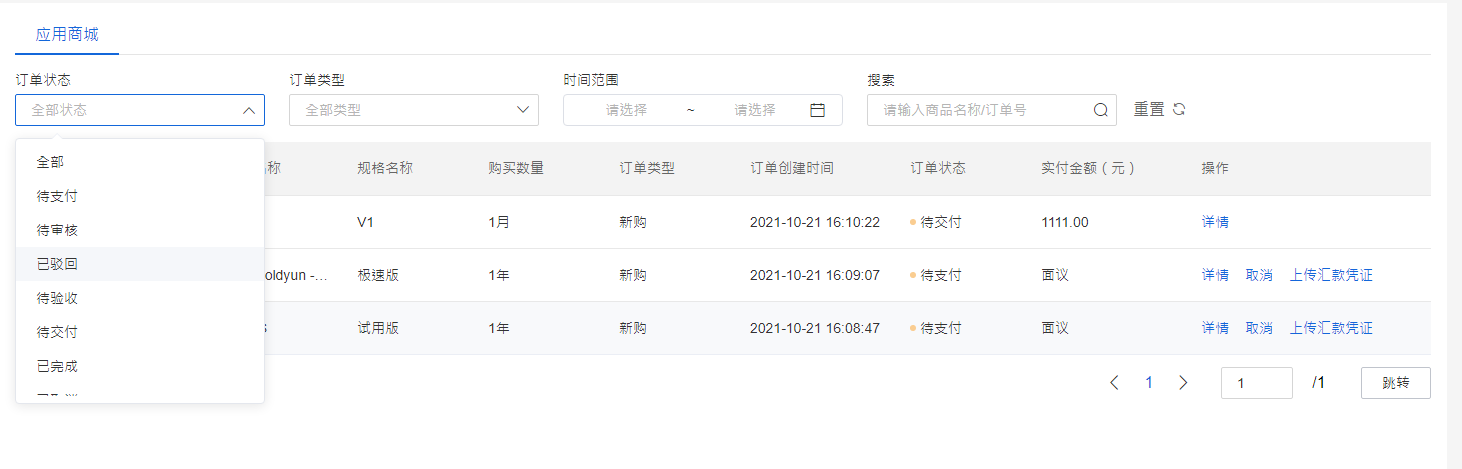 应用商城
订单状态 订单类型 时间范围 搜索
全部状态 全部类型 请选择 ~ 请选择 请输入商品名称/订单号 重置
全部
待支付
待审核
已驳回
待验收
待交付
已完成
称 规格名称 购买数量 订单类型 订单创建时间 订单状态 实付金额（元） 操作
V1 1月 新购 2021-10-21 16:10:22 待交付 1111.00 详情
oldyun -... 极速版 1年 新购 2021-10-21 16:09:07 待支付 面议 详情 取消 上传汇款凭证
试用版 1年 新购 2021-10-21 16:08:47 待支付 面议 详情 取消 上传汇款凭证
1 1 /1 跳转